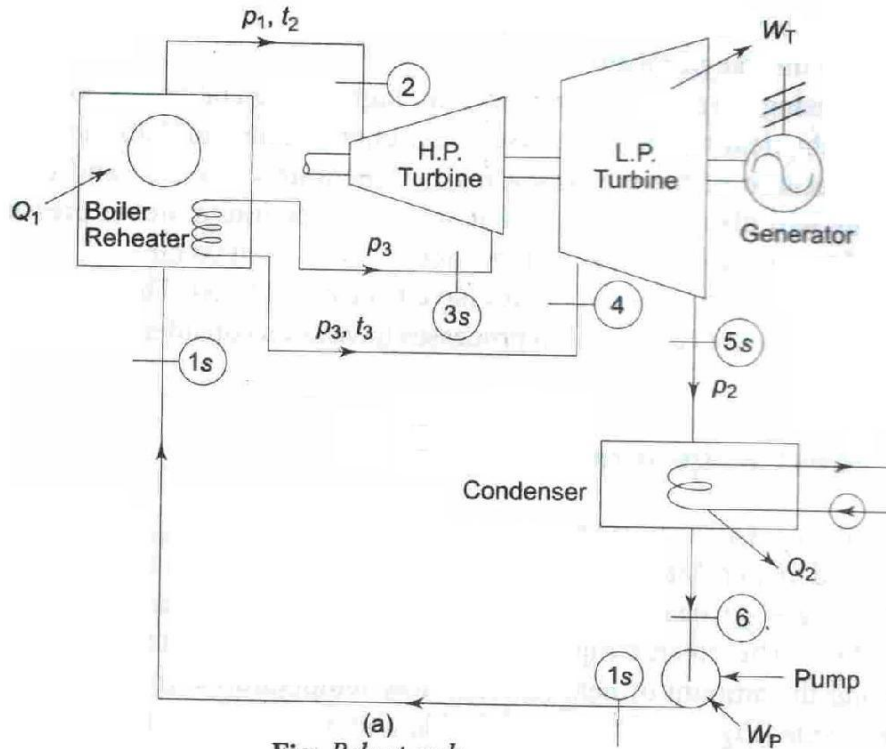 p1, t2
WT
2
H.P.
Turbine
L.P.
Turbine
Q1
Boiler
Reheater
Generator
p3
3s
4
p3, t3
5s
1s
p2
Condenser
Q2
6
1s
Pump
(a)
WP